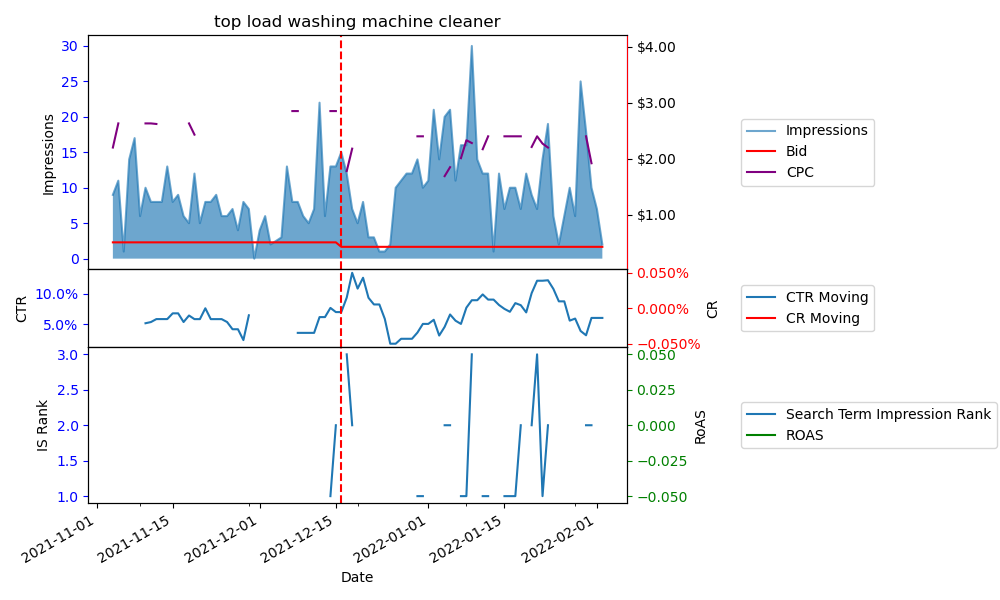 top load washing machine cleaner
30
25
20
15
10
5
0
Impressions
$4.00
$3.00
$2.00
$1.00
Impressions
Bid
CPC
10.0%
5.0%
CTR
0.050%
0.000%
−0.050%
CR
CTR Moving
CR Moving
3.0
2.5
2.0
1.5
1.0
IS Rank
0.050
0.025
0.000
−0.025
−0.050
RoAS
Search Term Impression Rank
ROAS
2021-11-01
2021-11-15
2021-12-01
2021-12-15
2022-01-01
2022-01-15
2022-02-01
Date